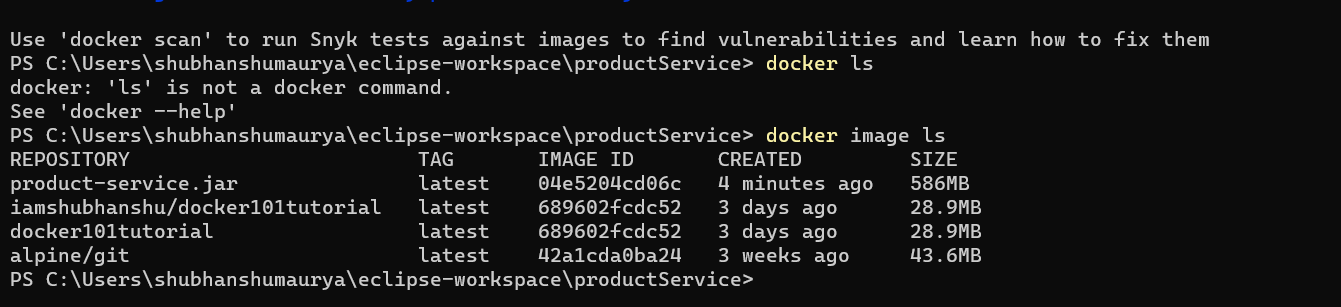 Use 'docker scan' to run Snyk tests against images to find vulnerabilities and learn how to fix them
PS C:\Users\shubhanshumaurya\eclipse-workspace\productService> docker ls
docker: 'ls' is not a docker command.
See 'docker --help'
PS C:\Users\shubhanshumaurya\eclipse-workspace\productService> docker image ls
REPOSITORY                        TAG       IMAGE ID       CREATED         SIZE
product-service.jar               latest    04e5204cd06c   4 minutes ago   586MB
iamshubhanshu/docker101tutorial   latest    689602fcdc52   3 days ago      28.9MB
docker101tutorial                 latest    689602fcdc52   3 days ago      28.9MB
alpine/git                        latest    42a1cda0ba24   3 weeks ago     43.6MB
PS C:\Users\shubhanshumaurya\eclipse-workspace\productService>